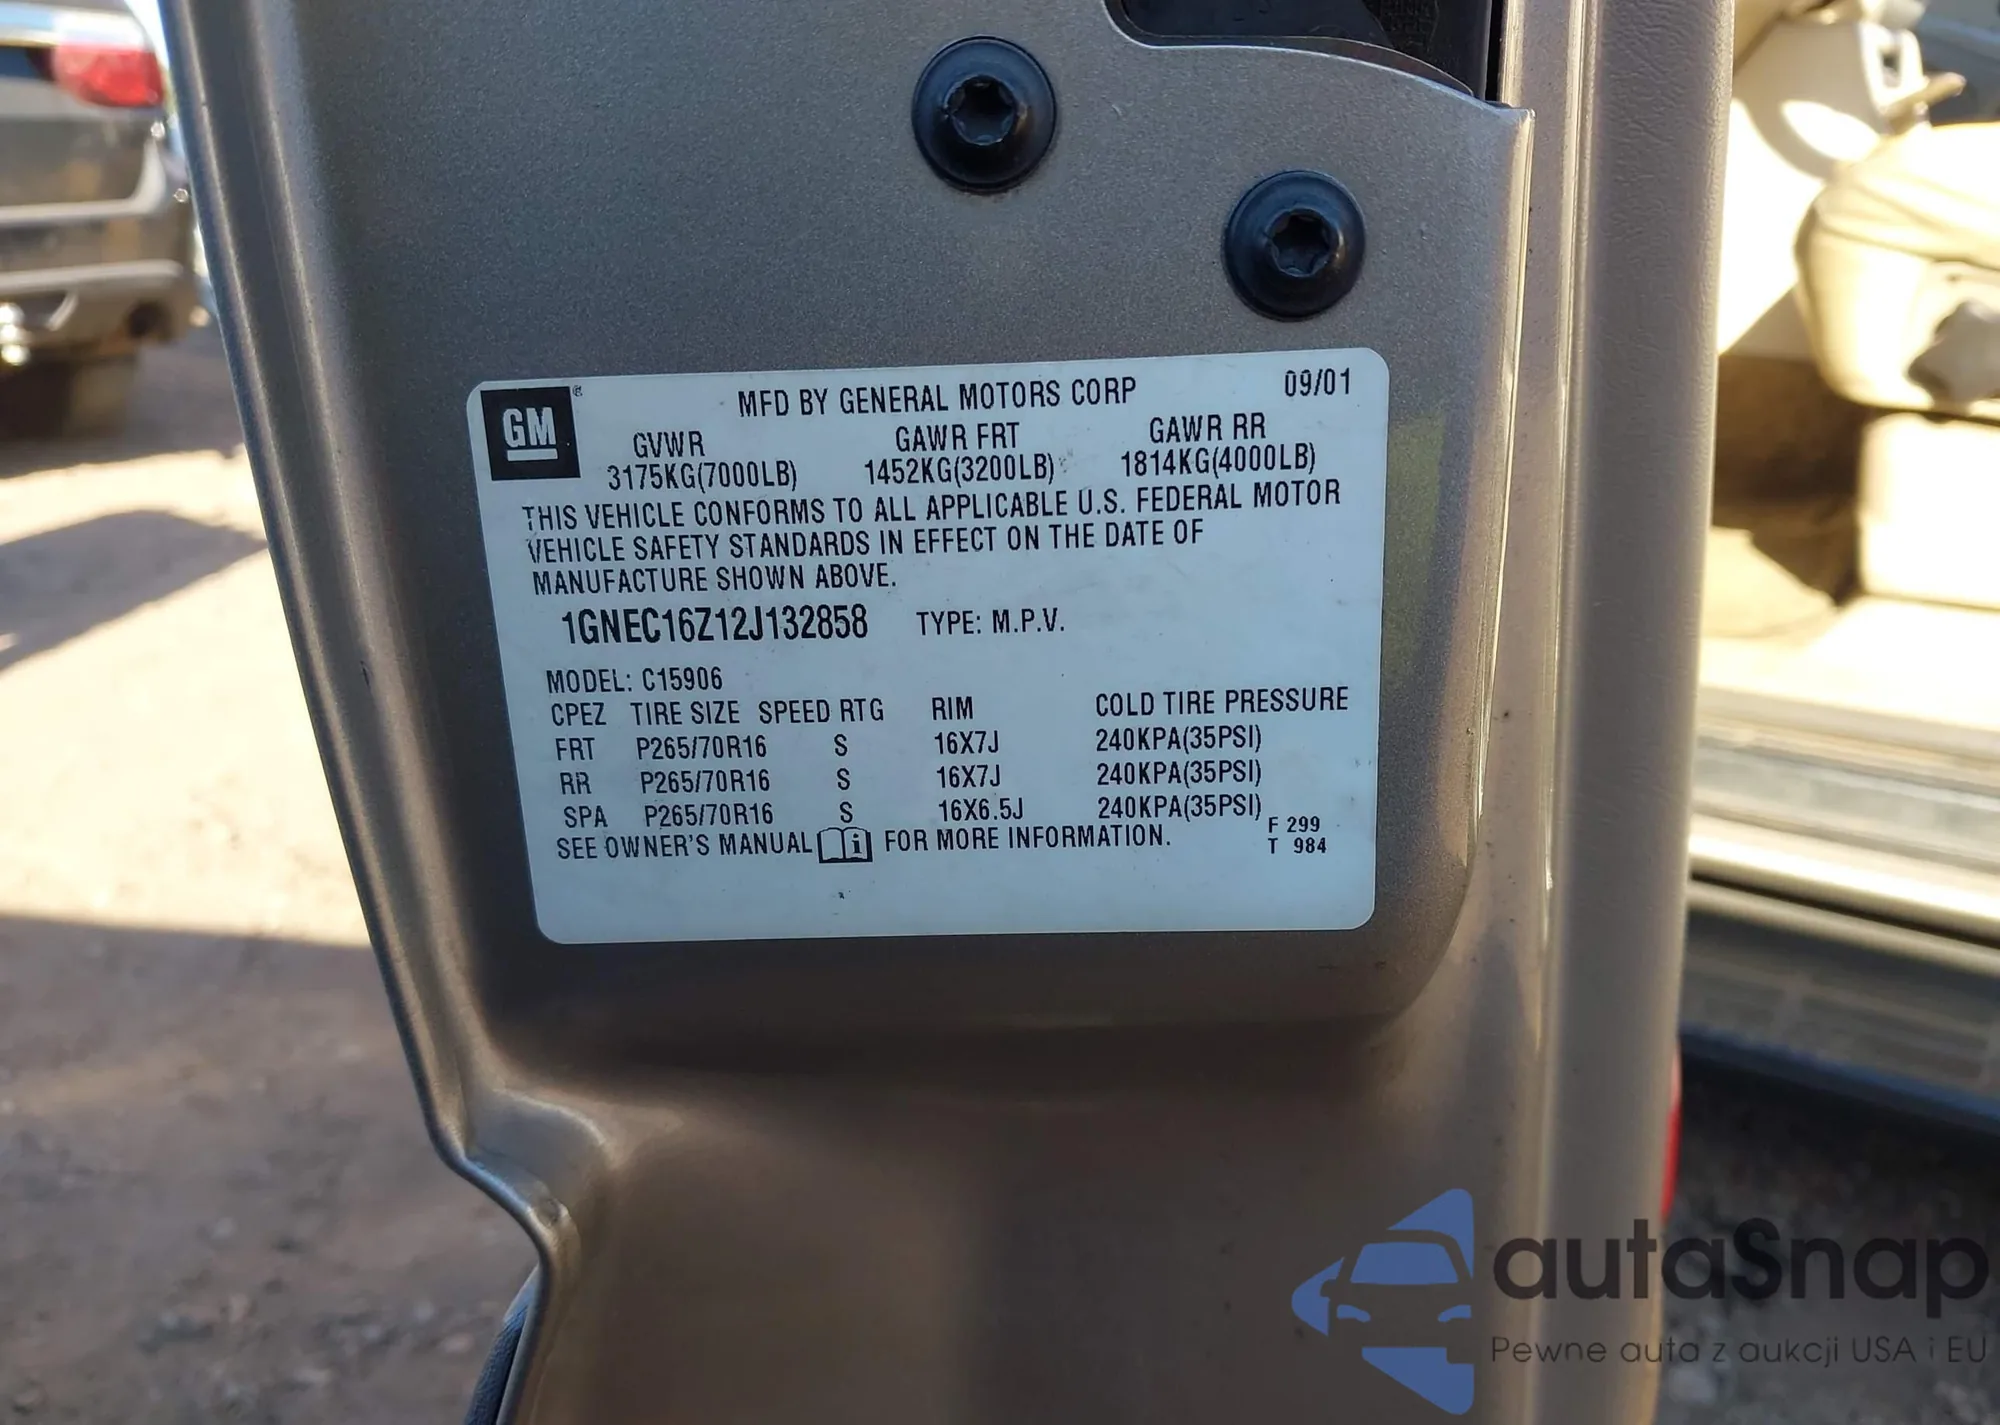 GM
MFD BY GENERAL MOTORS CORP 09/01
GVWR GAWR FRT GAWR RR
3175KG(7000LB) 1452KG(3200LB) 1814KG(4000LB)
THIS VEHICLE CONFORMS TO ALL APPLICABLE U.S. FEDERAL MOTOR
VEHICLE SAFETY STANDARDS IN EFFECT ON THE DATE OF
MANUFACTURE SHOWN ABOVE.
1GNEC16Z12J132858 TYPE: M.P.V.
MODEL: C15906
CPEZ TIRE SIZE SPEED RTG RIM COLD TIRE PRESSURE
FRT P265/70R16 S 16X7J 240KPA(35PSI)
RR P265/70R16 S 16X7J 240KPA(35PSI)
SPA P265/70R16 S 16X6.5J 240KPA(35PSI)
F 299
SEE OWNER'S MANUAL i FOR MORE INFORMATION. T 984
autaSnap
Pewne auta z aukcji USA i EU